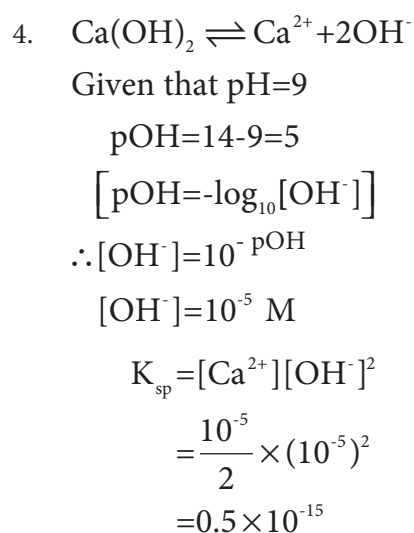 4. Ca(OH)₂ ⇌ Ca²⁺+2OH⁻
Given that pH=9
pOH=14-9=5
[pOH=-log₁₀[OH⁻]]
∴[OH⁻]=10⁻ ᵖᴼᴴ
[OH⁻]=10⁻⁵ M
Kₛₚ=[Ca²⁺][OH⁻]²
=10⁻⁵/2×(10⁻⁵)²
=0.5×10⁻¹⁵